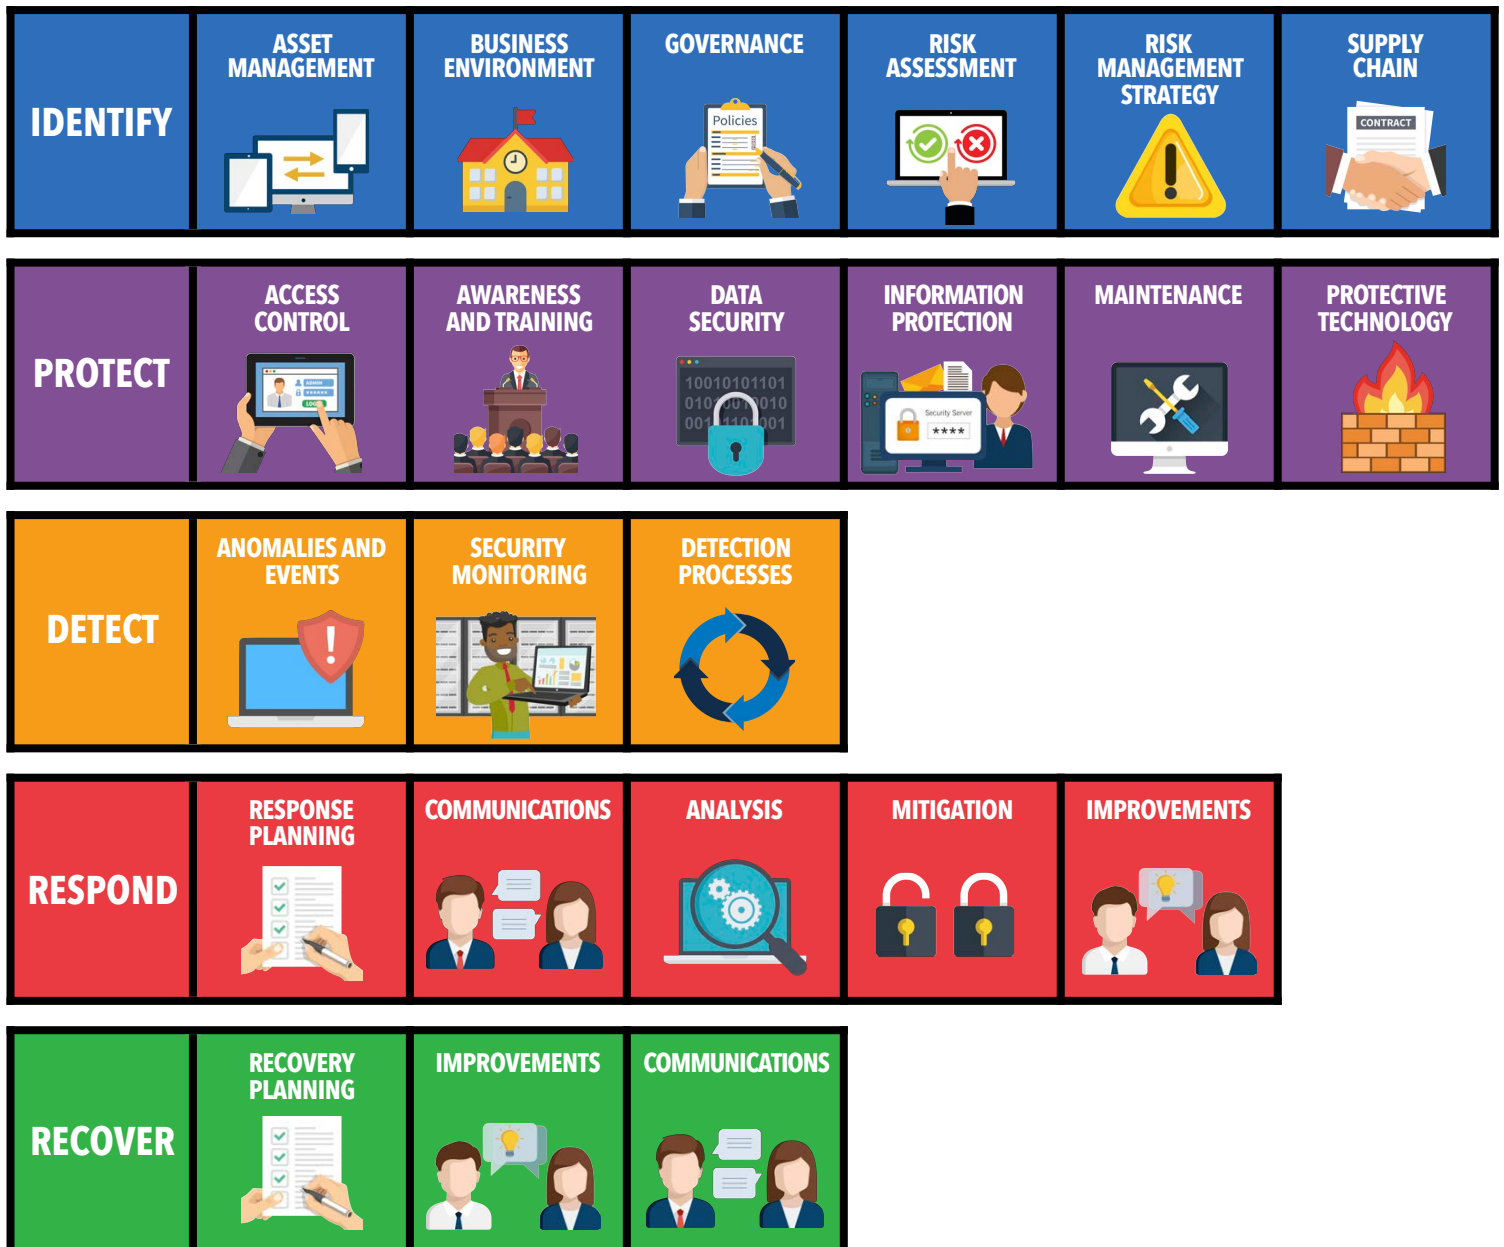 IDENTIFY
ASSET
MANAGEMENT
BUSINESS
ENVIRONMENT
GOVERNANCE
Policies
RISK
ASSESSMENT
RISK
MANAGEMENT
STRATEGY
SUPPLY
CHAIN
CONTRACT
PROTECT
ACCESS
CONTROL
ADMIN
******
LOGIN
AWARENESS
AND TRAINING
DATA
SECURITY
10010101101
INFORMATION
PROTECTION
Security Server
****
MAINTENANCE
PROTECTIVE
TECHNOLOGY
DETECT
ANOMALIES AND
EVENTS
!
SECURITY
MONITORING
DETECTION
PROCESSES
RESPOND
RESPONSE
PLANNING
COMMUNICATIONS
ANALYSIS
MITIGATION
IMPROVEMENTS
RECOVER
RECOVERY
PLANNING
IMPROVEMENTS
COMMUNICATIONS